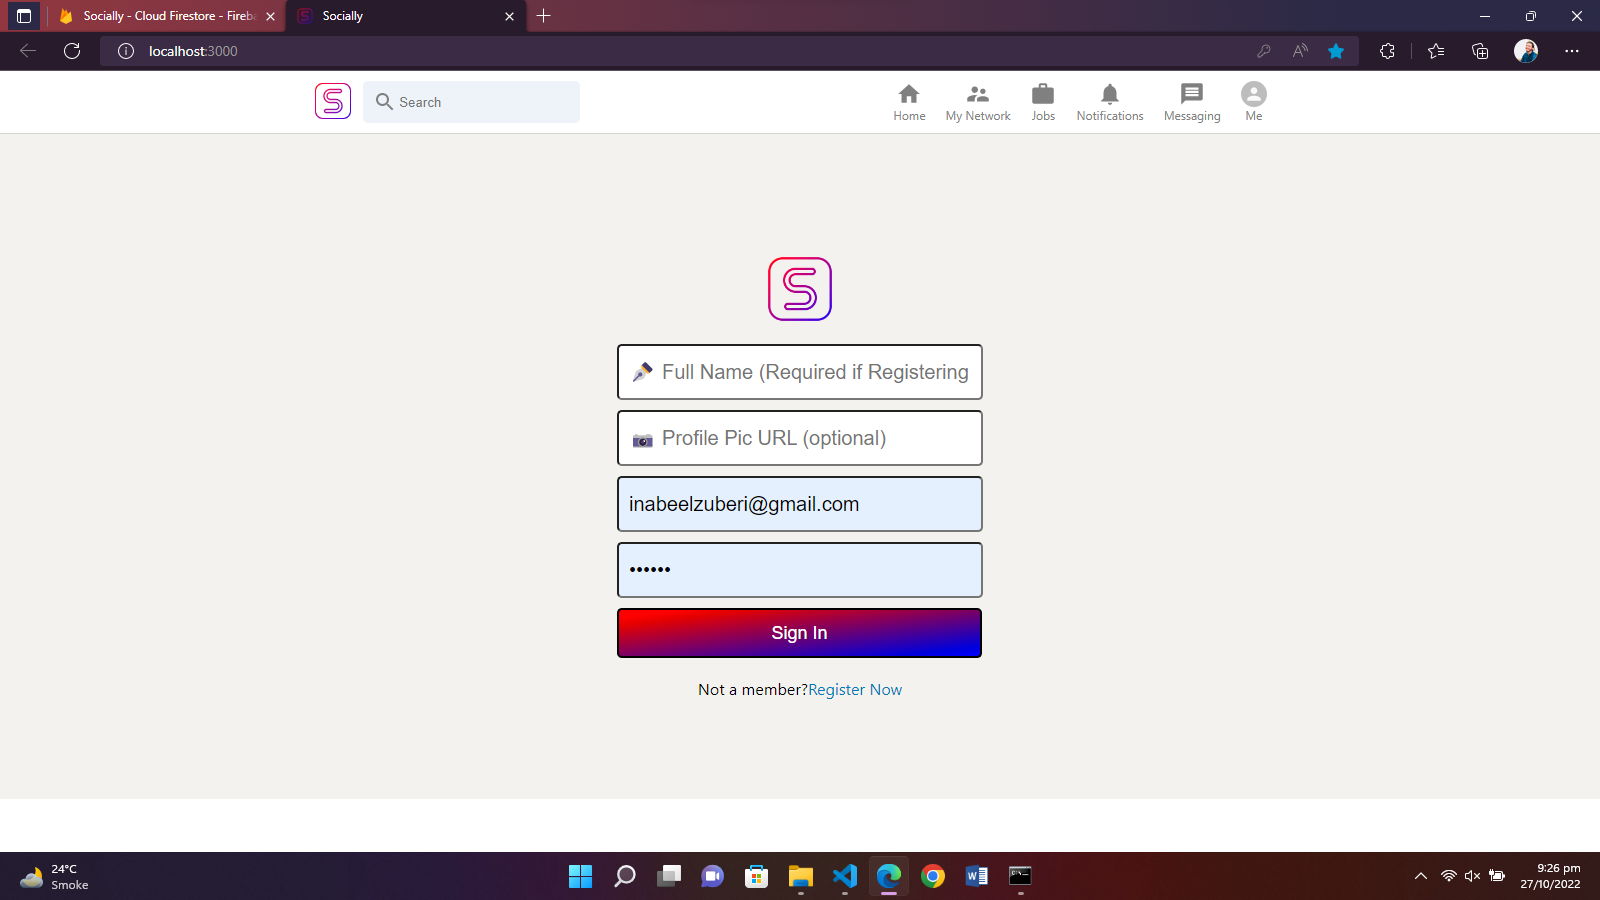 Socially - Cloud Firestore - Fireba
Socially
localhost:3000
Search
Home
My Network
Jobs
Notifications
Messaging
Me
Full Name (Required if Registering
Profile Pic URL (optional)
inabeelzuberi@gmail.com
••••••
Sign In
Not a member?Register Now
24°C
Smoke
9:26 pm
27/10/2022